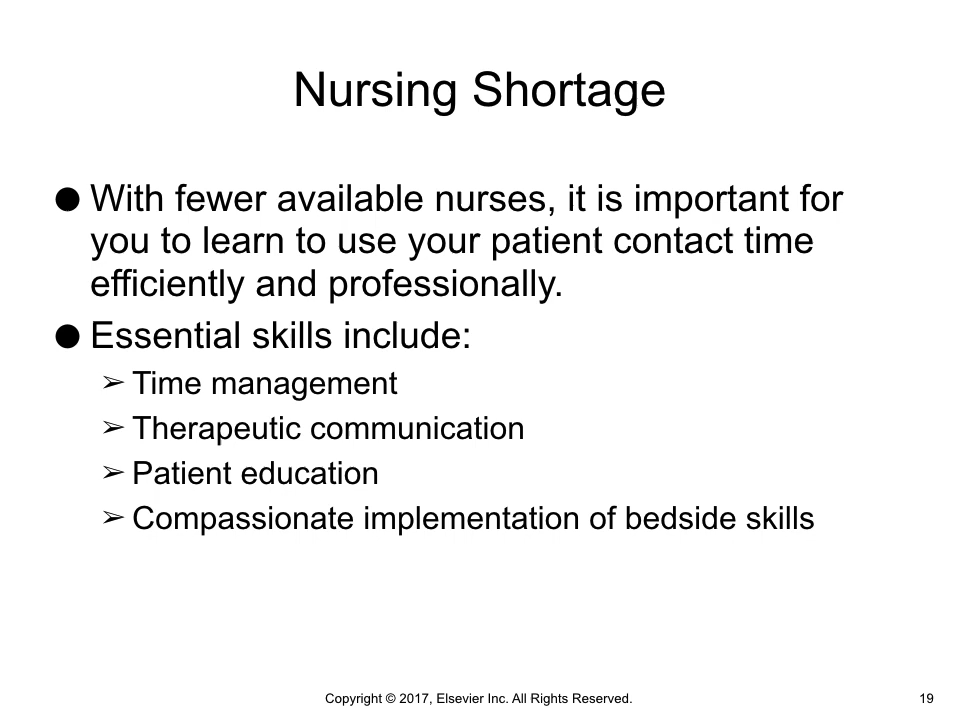 Nursing Shortage
● With fewer available nurses, it is important for
you to learn to use your patient contact time
efficiently and professionally.
● Essential skills include:
➢ Time management
➢ Therapeutic communication
➢ Patient education
➢ Compassionate implementation of bedside skills
Copyright © 2017, Elsevier Inc. All Rights Reserved.
19